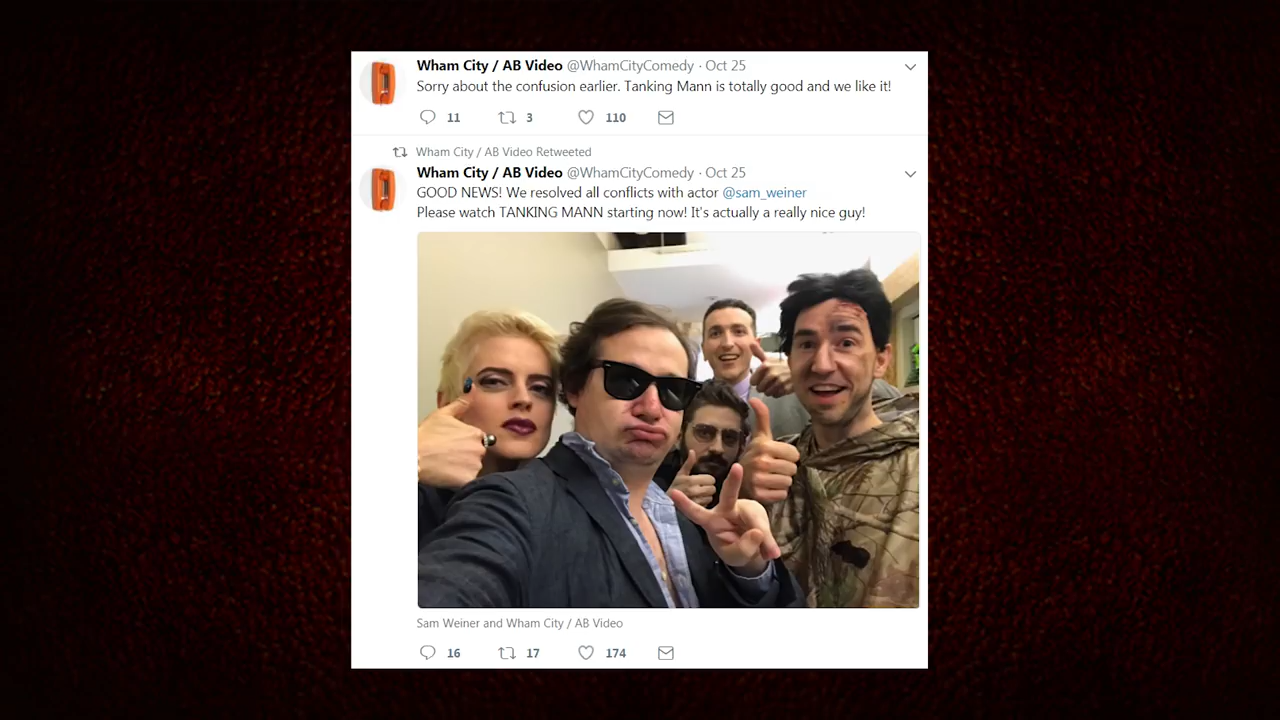 Wham City / AB Video @WhamCityComedy · Oct 25
Sorry about the confusion earlier. Tanking Mann is totally good and we like it!
11 3 110
Wham City / AB Video Retweeted
Wham City / AB Video @WhamCityComedy · Oct 25
GOOD NEWS! We resolved all conflicts with actor @sam_weiner
Please watch TANKING MANN starting now! It's actually a really nice guy!
Sam Weiner and Wham City / AB Video
16 17 174